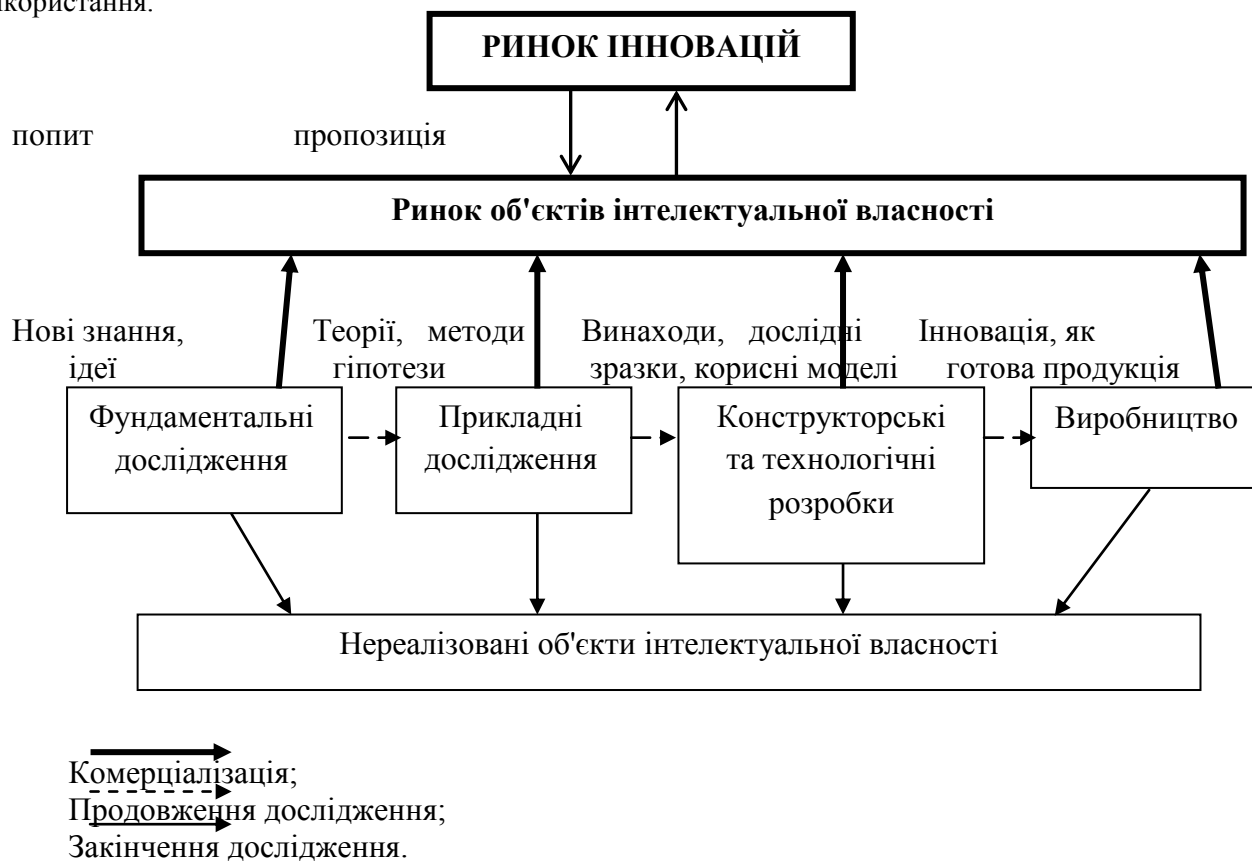 користання.
РИНОК ІННОВАЦІЙ
попит пропозиція
Ринок об'єктів інтелектуальної власності
Нові знання, Теорії, методи Винаходи, дослідні Інновація, як
ідеї гіпотези зразки, корисні моделі готова продукція
Фундаментальні Прикладні Конструкторські Виробництво
дослідження дослідження та технологічні
розробки
Нереалізовані об'єкти інтелектуальної власності
Комерціалізація;
Продовження дослідження;
Закінчення дослідження.